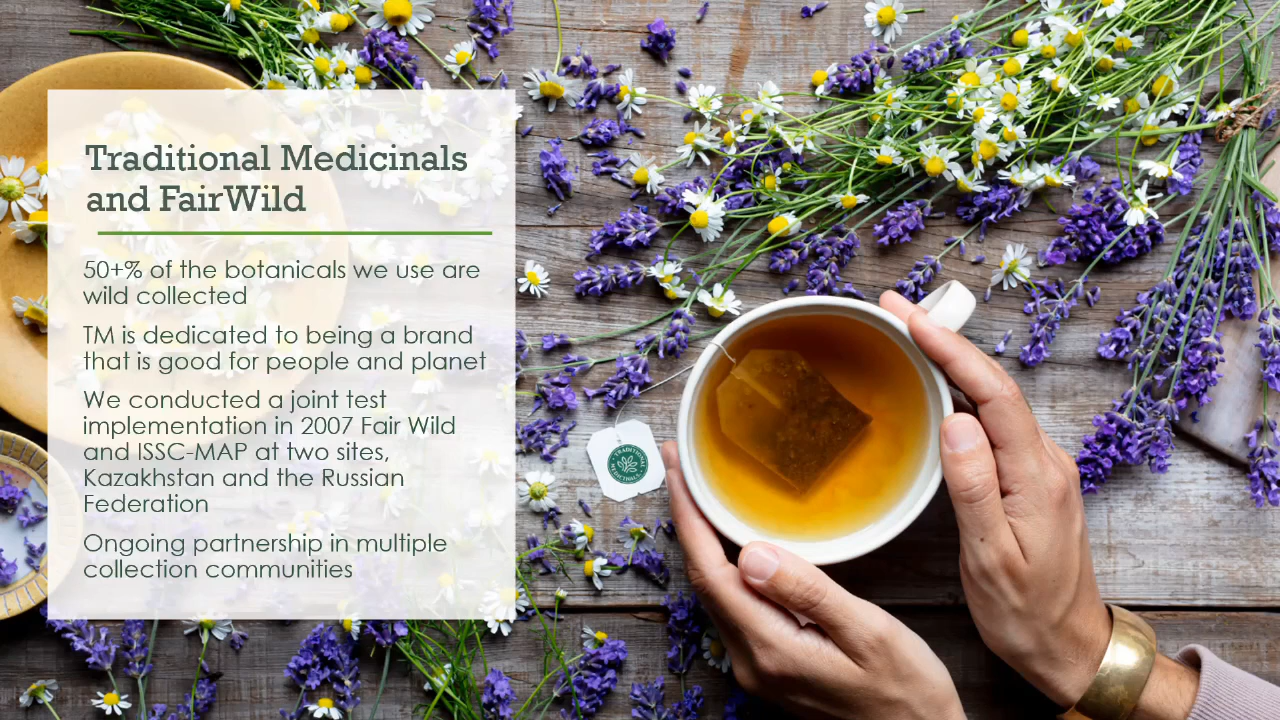 Traditional Medicinals
and FairWild
50+% of the botanicals we use are
wild collected
TM is dedicated to being a brand
that is good for people and planet
We conducted a joint test
implementation in 2007 Fair Wild
and ISSC-MAP at two sites,
Kazakhstan and the Russian
Federation
Ongoing partnership in multiple
collection communities
TRADITIONAL
MEDICINALS